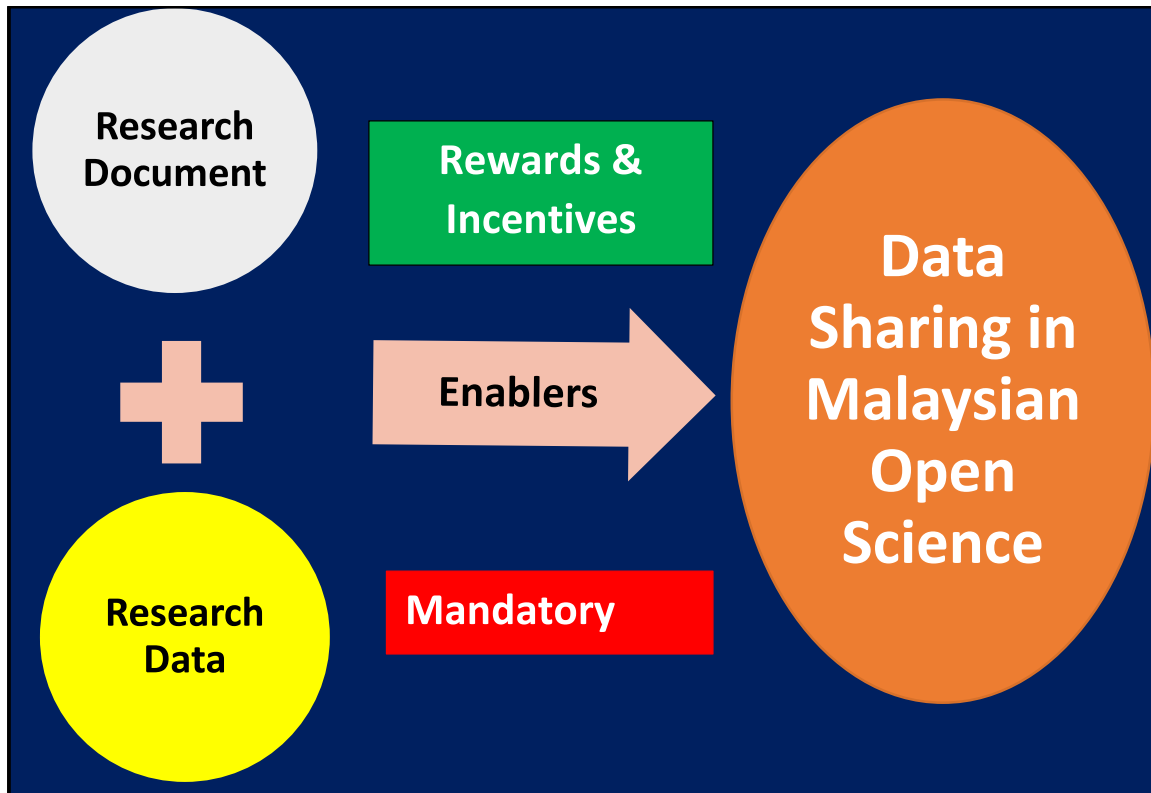 Research
Document
Rewards &
Incentives
Enablers
Research
Data
Mandatory
Data
Sharing in
Malaysian
Open
Science